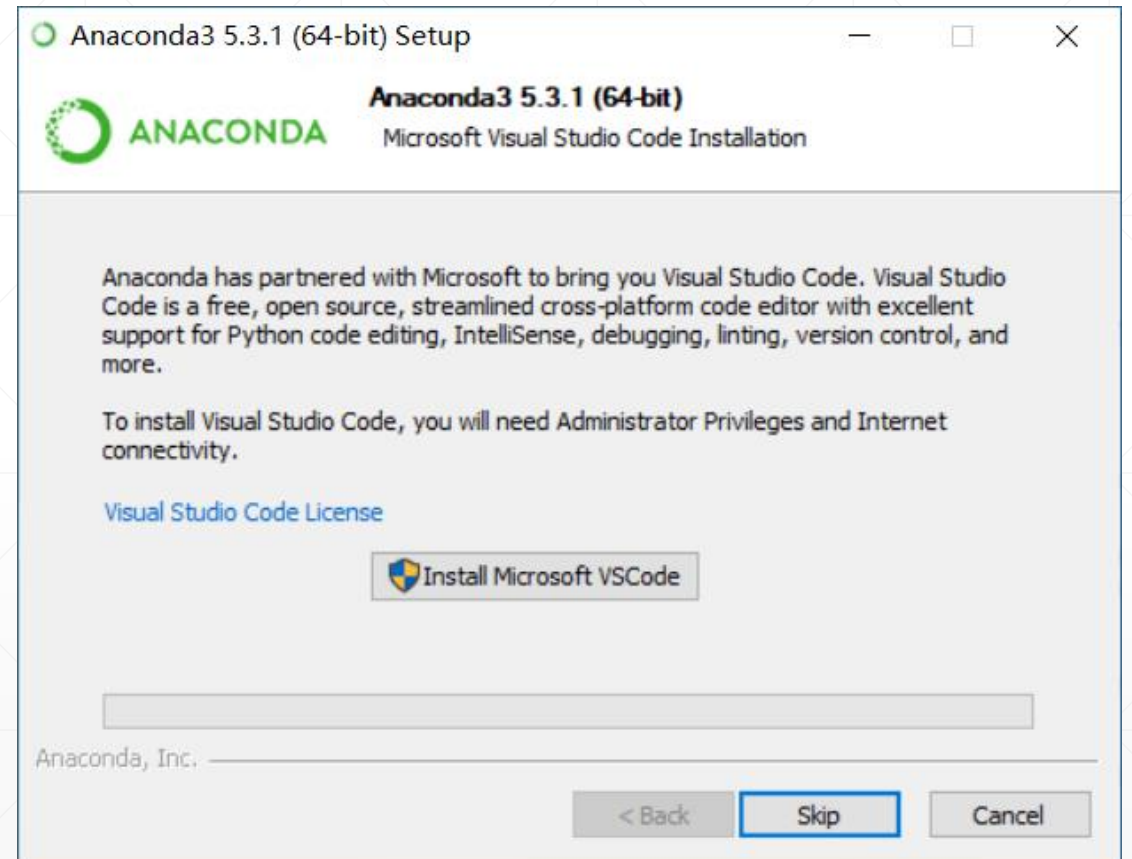 Anaconda3 5.3.1 (64-bit) Setup
ANACONDA
Anaconda3 5.3.1 (64-bit)
Microsoft Visual Studio Code Installation
Anaconda has partnered with Microsoft to bring you Visual Studio Code. Visual Studio
Code is a free, open source, streamlined cross-platform code editor with excellent
support for Python code editing, IntelliSense, debugging, linting, version control, and
more.
To install Visual Studio Code, you will need Administrator Privileges and Internet
connectivity.
Visual Studio Code License
Install Microsoft VSCode
Anaconda, Inc.
< Back
Skip
Cancel